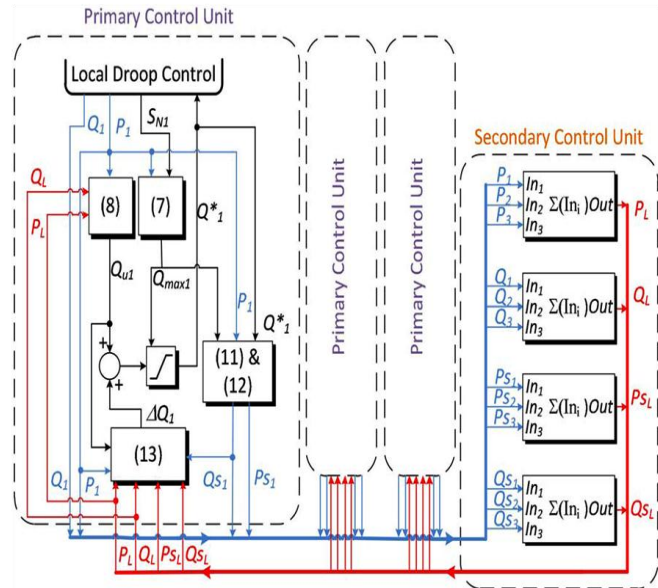 Primary Control Unit
Local Droop Control
Q1
P1
SN1
QL
PL
(8)
(7)
Q*1
Qu1
Qmax1
P1
Q*1
+
+
(11) &
(12)
ΔQ1
(13)
Q1
P1
Qs1
Ps1
PL QL PsL QsL
Primary Control Unit
Primary Control Unit
Secondary Control Unit
P1
P2
P3
In1
In2 Σ(Ini)Out
In3
PL
Q1
Q2
Q3
In1
In2 Σ(Ini)Out
In3
QL
Ps1
Ps2
Ps3
In1
In2 Σ(Ini)Out
In3
PsL
Qs1
Qs2
Qs3
In1
In2 Σ(Ini)Out
In3
QsL